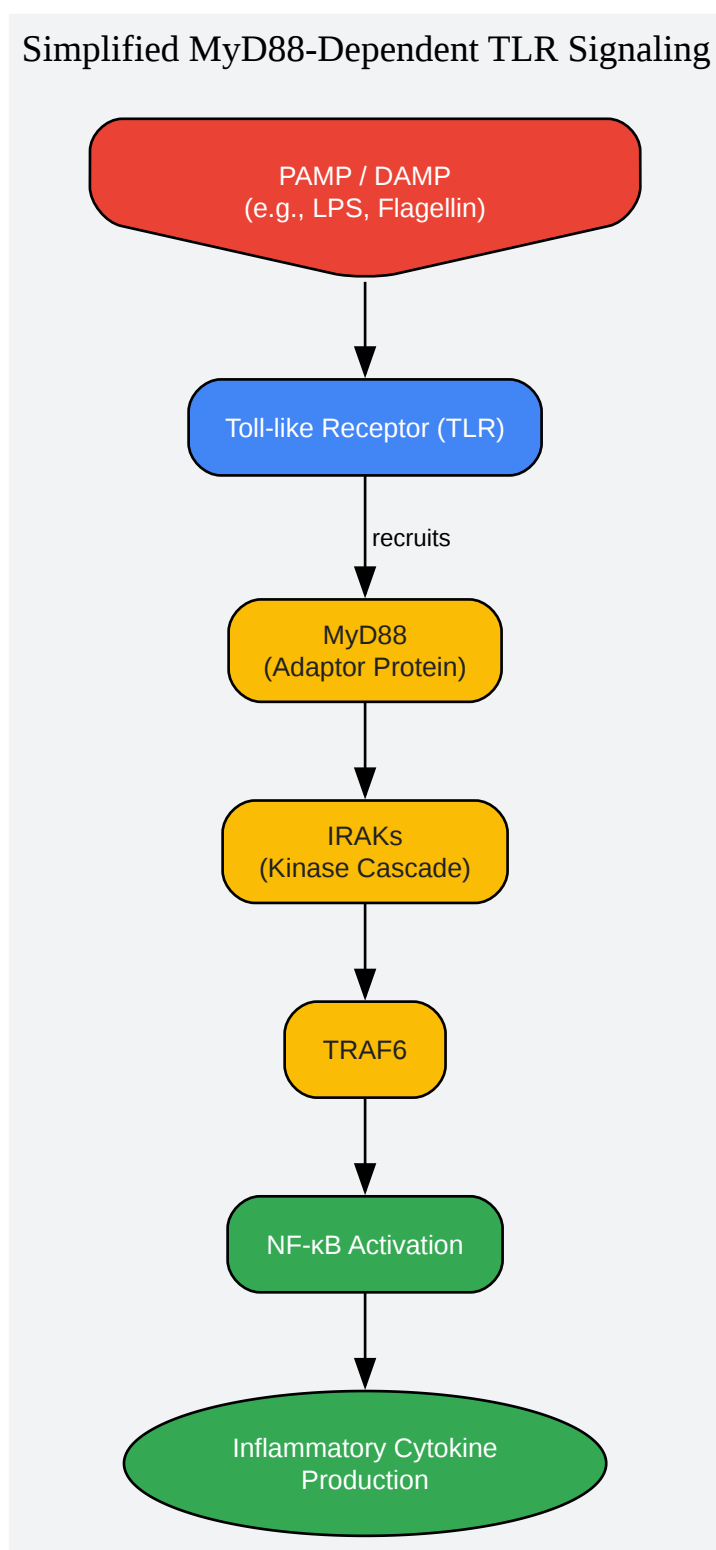 Simplified MyD88-Dependent TLR Signaling
PAMP / DAMP
(e.g., LPS, Flagellin)
Toll-like Receptor (TLR)
recruits
MyD88
(Adaptor Protein)
IRAKs
(Kinase Cascade)
TRAF6
NF-κB Activation
Inflammatory Cytokine
Production